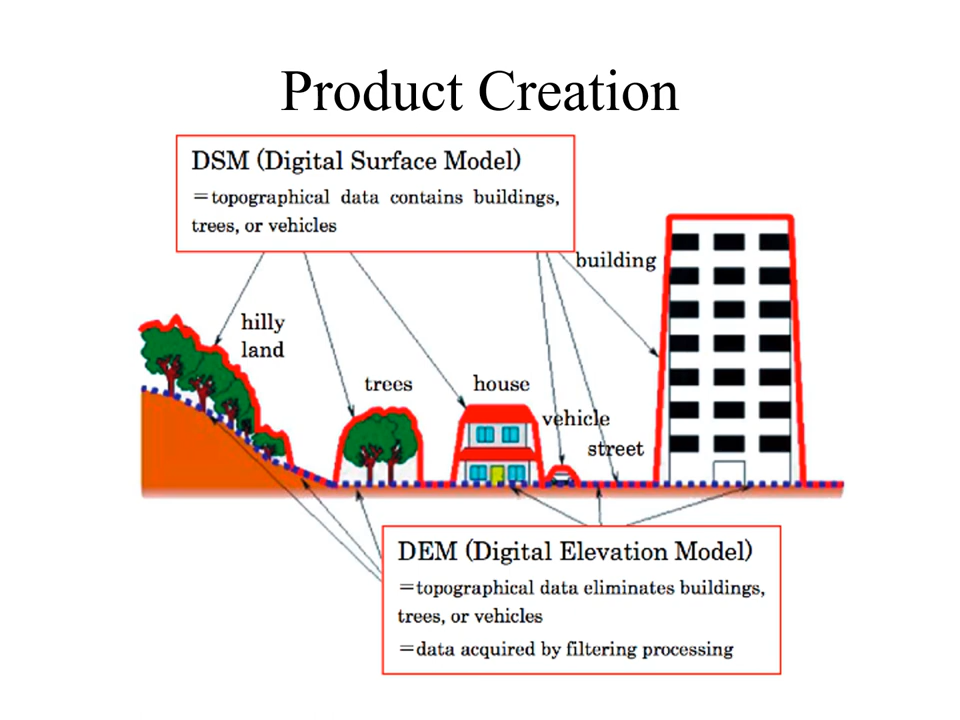 Product Creation
DSM (Digital Surface Model)
＝topographical data contains buildings,
trees, or vehicles
building
hilly
land
trees
house
vehicle
street
DEM (Digital Elevation Model)
＝topographical data eliminates buildings,
trees, or vehicles
＝data acquired by filtering processing